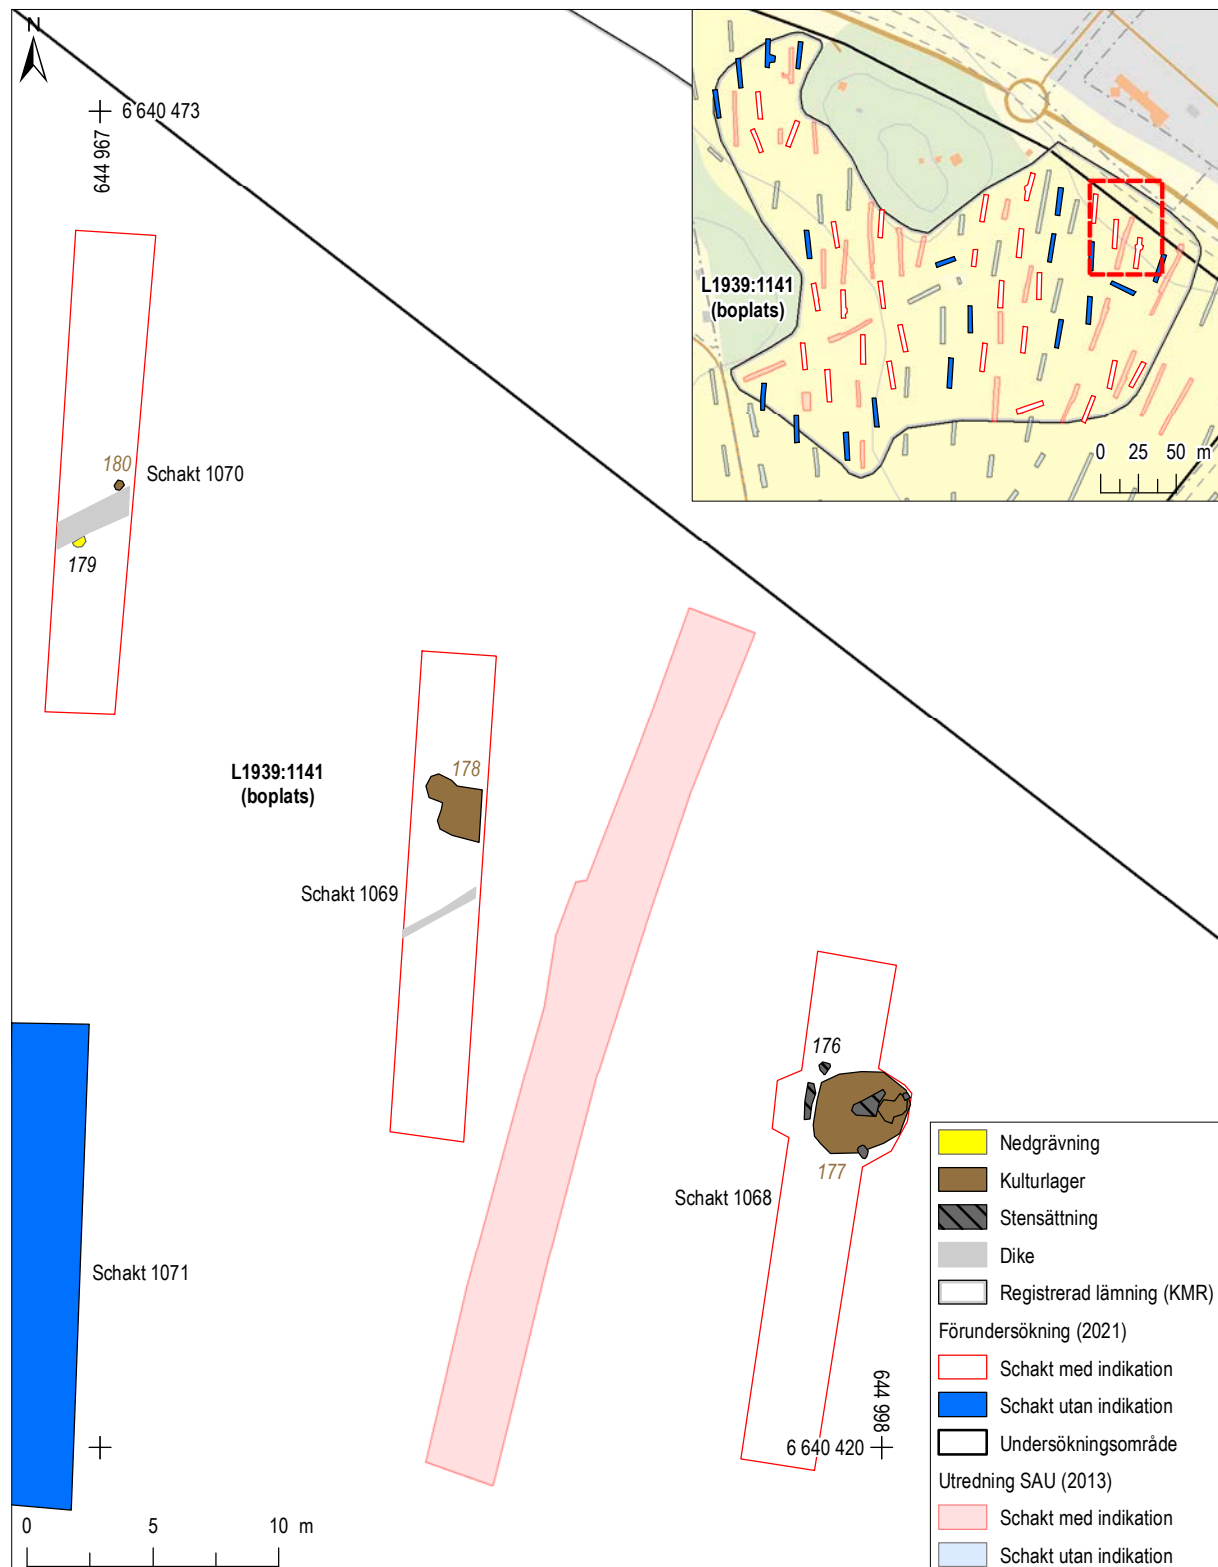 N
6 640 473
644 967
L1939:1141
(boplats)
0 25 50 m
180
Schakt 1070
179
L1939:1141
(boplats)
178
Schakt 1069
176
177
Schakt 1068
Schakt 1071
644 998
6 640 420
0 5 10 m
Nedgrävning
Kulturlager
Stensättning
Dike
Registrerad lämning (KMR)
Förundersökning (2021)
Schakt med indikation
Schakt utan indikation
Undersökningsområde
Utredning SAU (2013)
Schakt med indikation
Schakt utan indikation